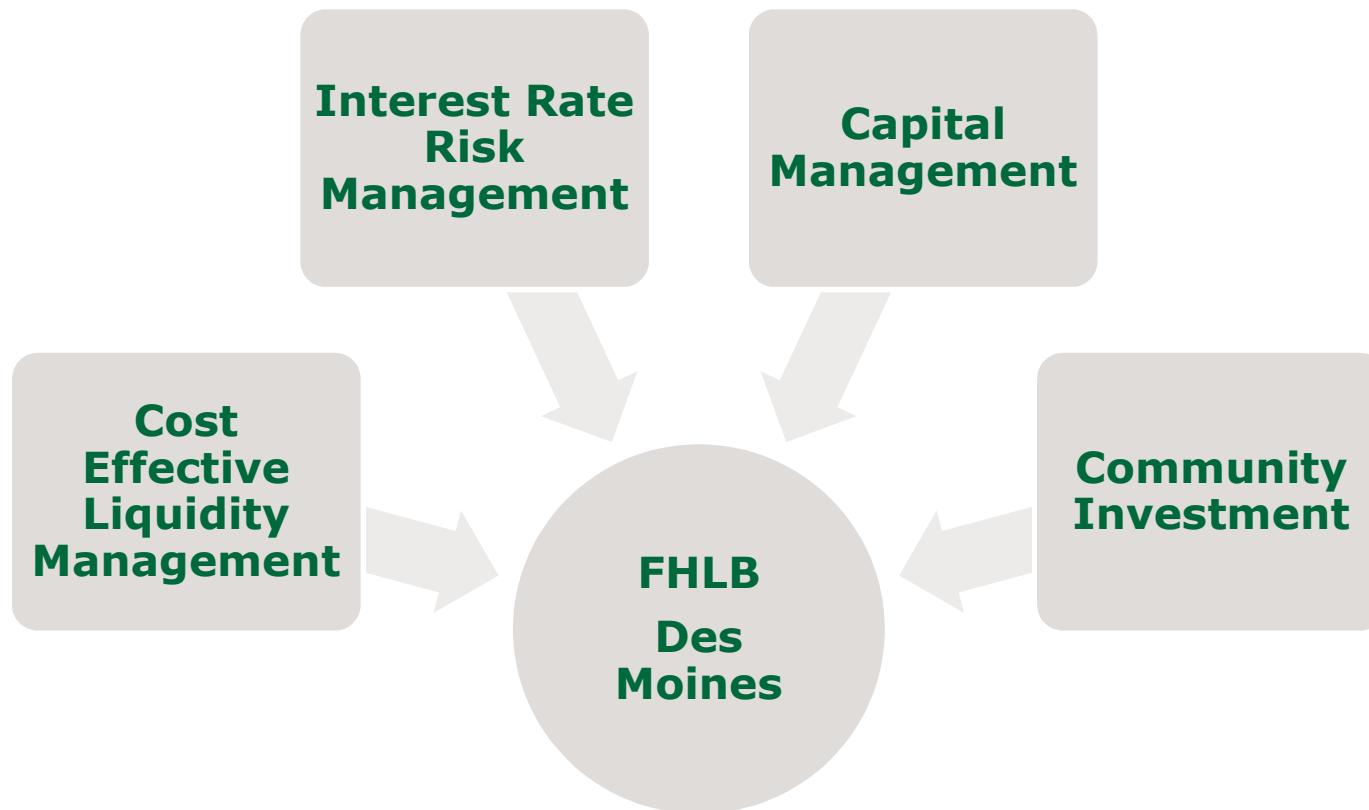 Interest Rate
Risk
Management
Capital
Management
Cost
Effective
Liquidity
Management
Community
Investment
FHLB
Des
Moines